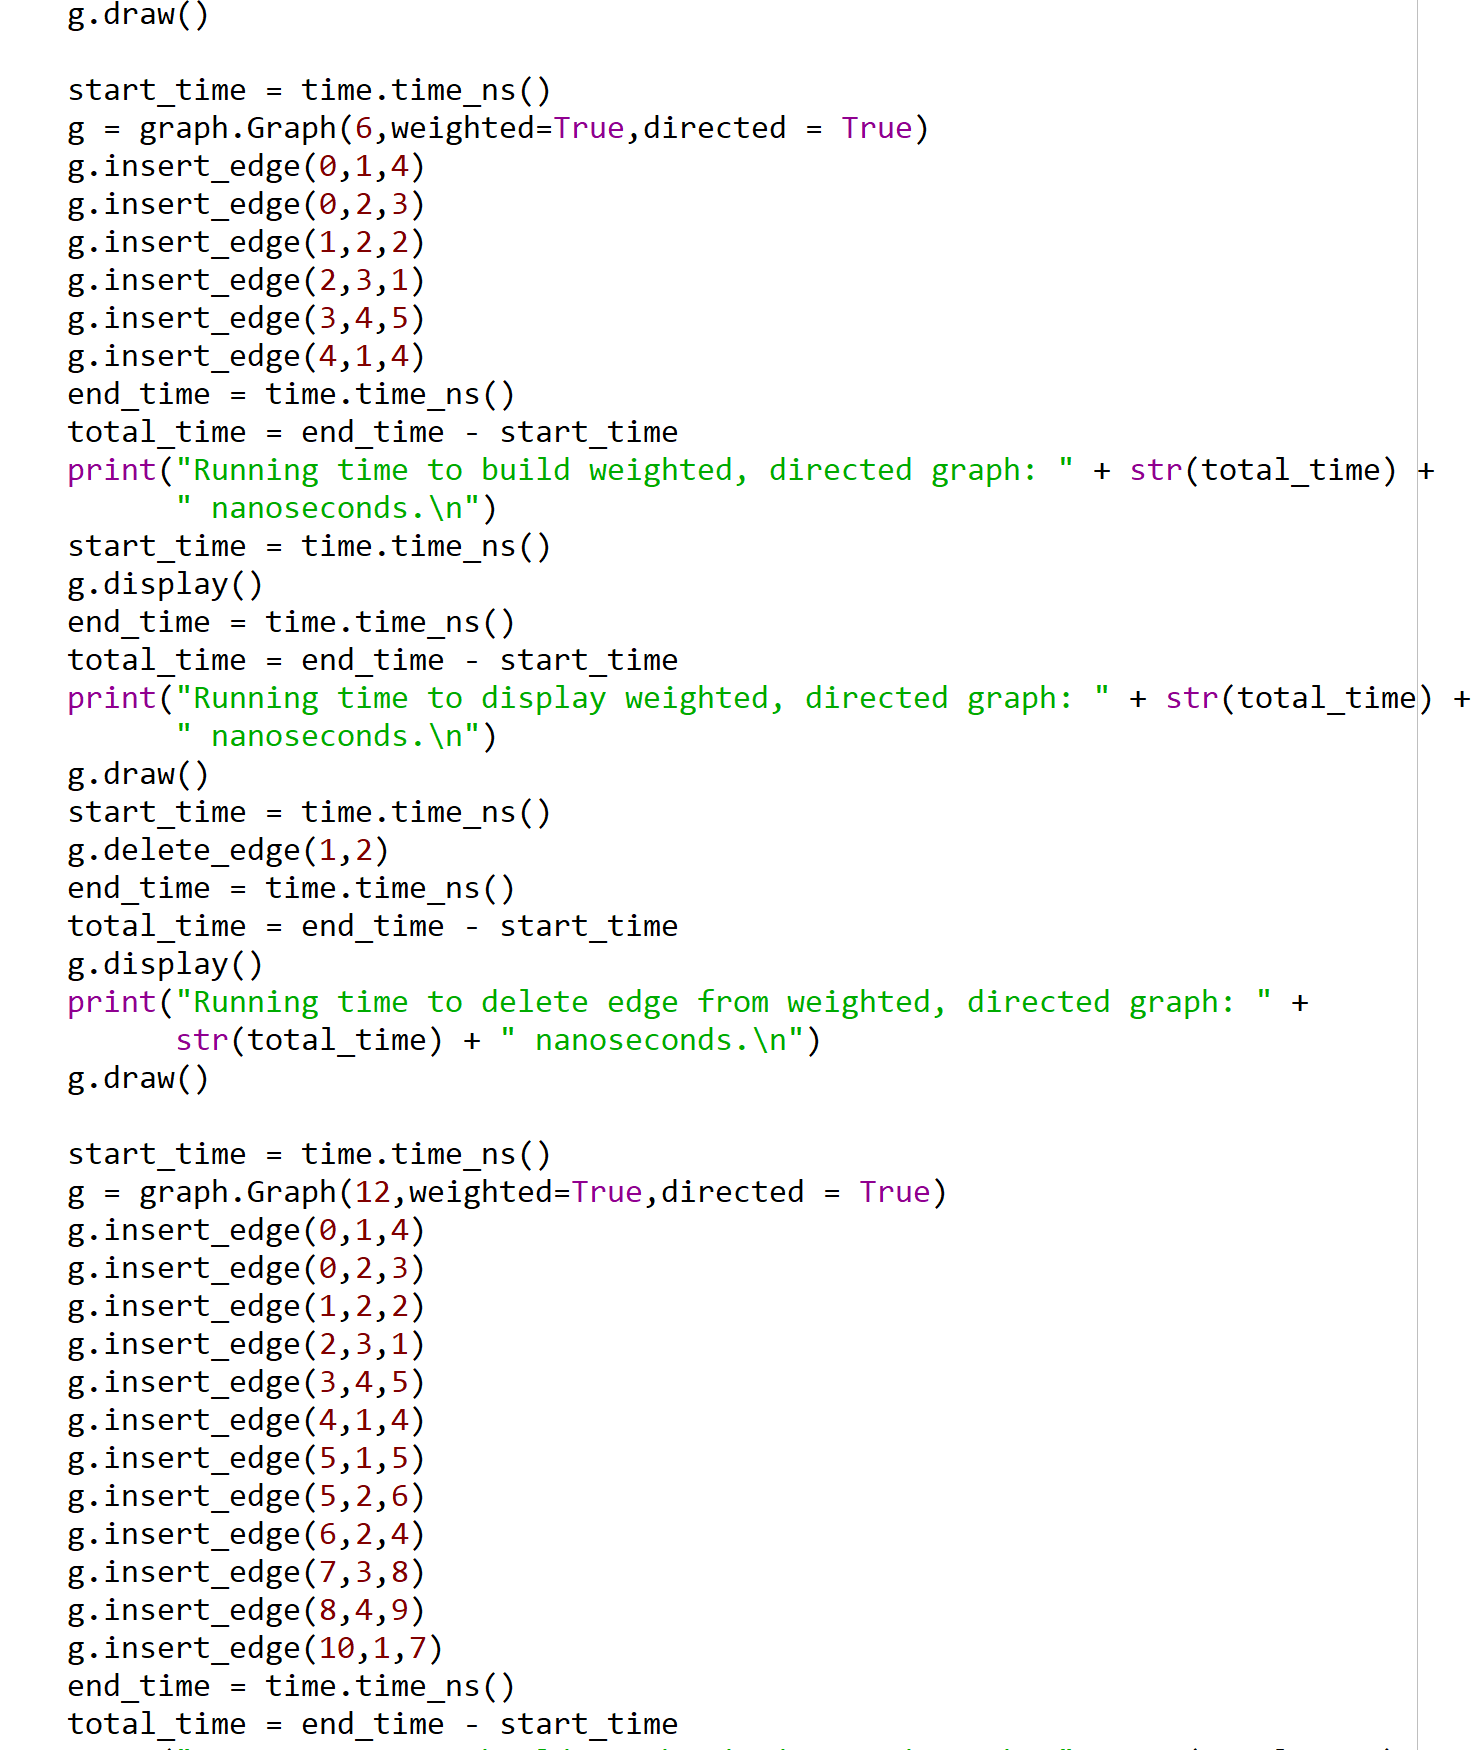 g.draw()
start_time = time.time_ns()
g = graph.Graph(6,weighted=True,directed = True)
g.insert_edge(0,1,4)
g.insert_edge(0,2,3)
g.insert_edge(1,2,2)
g.insert_edge(2,3,1)
g.insert_edge(3,4,5)
g.insert_edge(4,1,4)
end_time = time.time_ns()
total_time = end_time - start_time
print("Running time to build weighted, directed graph: " + str(total_time) +
" nanoseconds.\n")
start_time = time.time_ns()
g.display()
end_time = time.time_ns()
total_time = end_time - start_time
print("Running time to display weighted, directed graph: " + str(total_time) +
" nanoseconds.\n")
g.draw()
start_time = time.time_ns()
g.delete_edge(1,2)
end_time = time.time_ns()
total_time = end_time - start_time
g.display()
print("Running time to delete edge from weighted, directed graph: " +
str(total_time) + " nanoseconds.\n")
g.draw()
start_time = time.time_ns()
g = graph.Graph(12,weighted=True,directed = True)
g.insert_edge(0,1,4)
g.insert_edge(0,2,3)
g.insert_edge(1,2,2)
g.insert_edge(2,3,1)
g.insert_edge(3,4,5)
g.insert_edge(4,1,4)
g.insert_edge(5,1,5)
g.insert_edge(5,2,6)
g.insert_edge(6,2,4)
g.insert_edge(7,3,8)
g.insert_edge(8,4,9)
g.insert_edge(10,1,7)
end_time = time.time_ns()
total_time = end_time - start_time